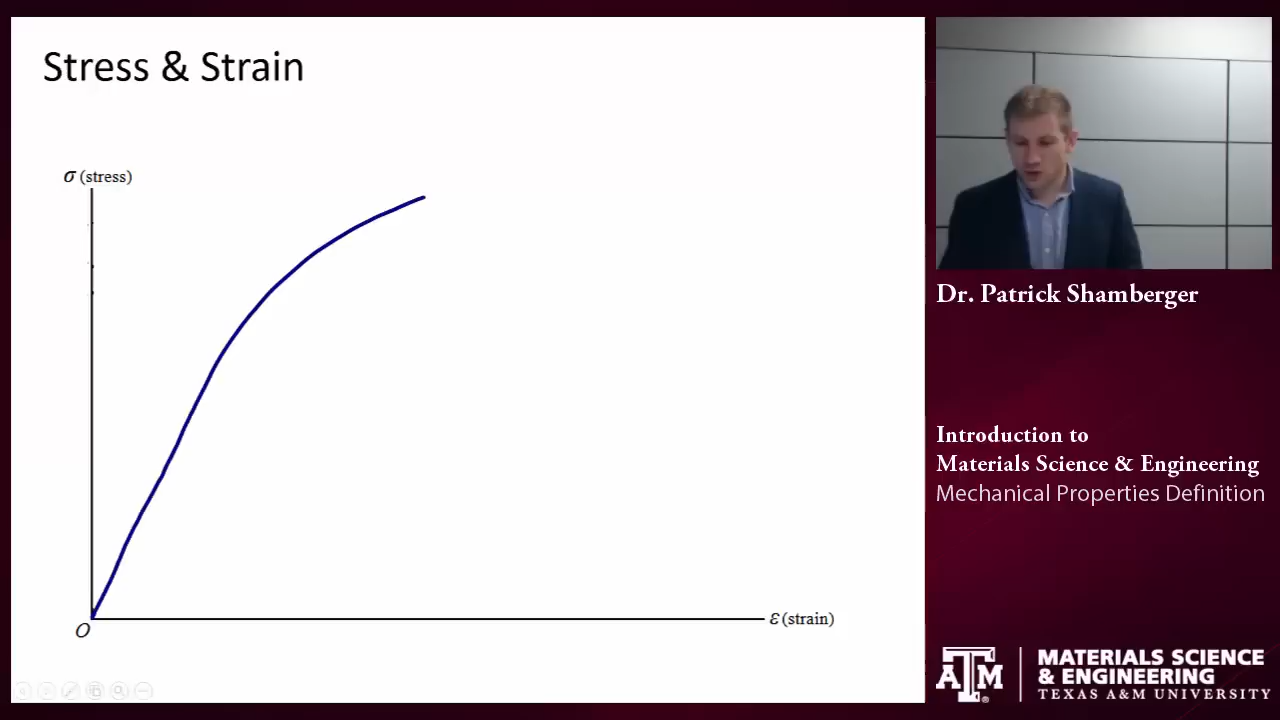 Stress & Strain
σ (stress)
O
ε (strain)
Dr. Patrick Shamberger
Introduction to
Materials Science & Engineering
Mechanical Properties Definition
ATM
®
MATERIALS SCIENCE
& ENGINEERING
TEXAS A&M UNIVERSITY